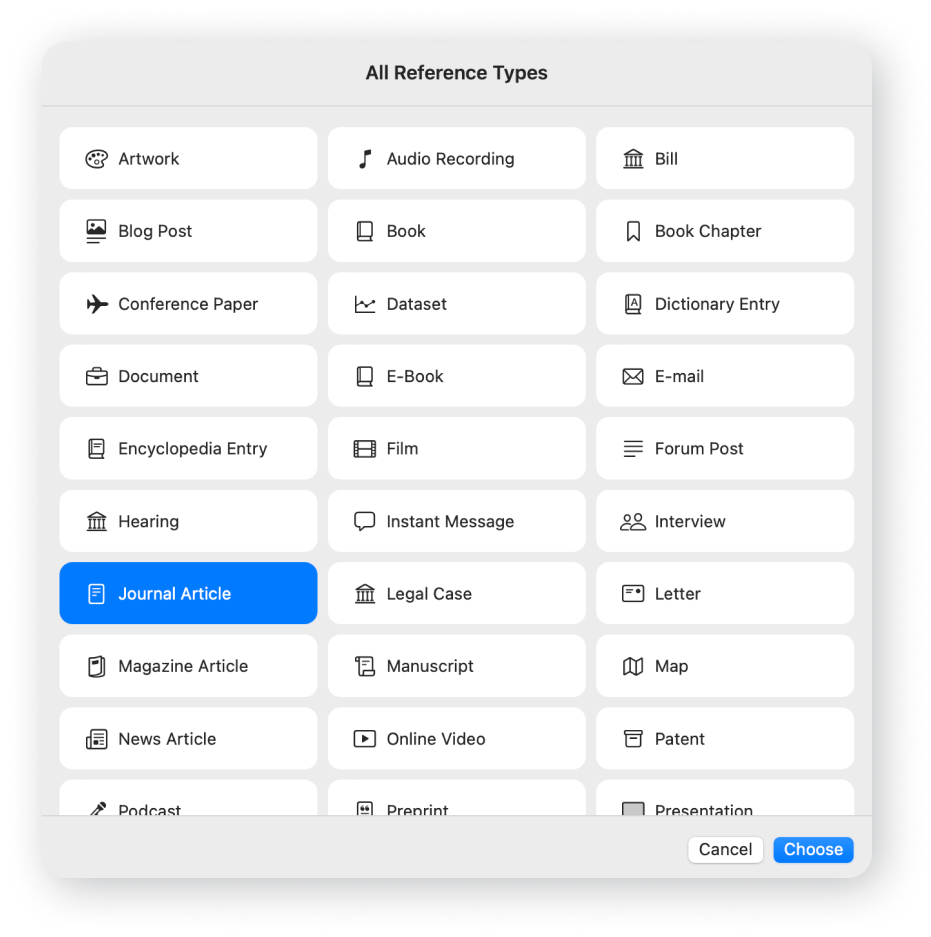 All Reference Types
Artwork
Audio Recording
Bill
Blog Post
Book
Book Chapter
Conference Paper
Dataset
Dictionary Entry
Document
E-Book
E-mail
Encyclopedia Entry
Film
Forum Post
Hearing
Instant Message
Interview
Journal Article
Legal Case
Letter
Magazine Article
Manuscript
Map
News Article
Online Video
Patent
Podcast
Preprint
Presentation
Cancel
Choose